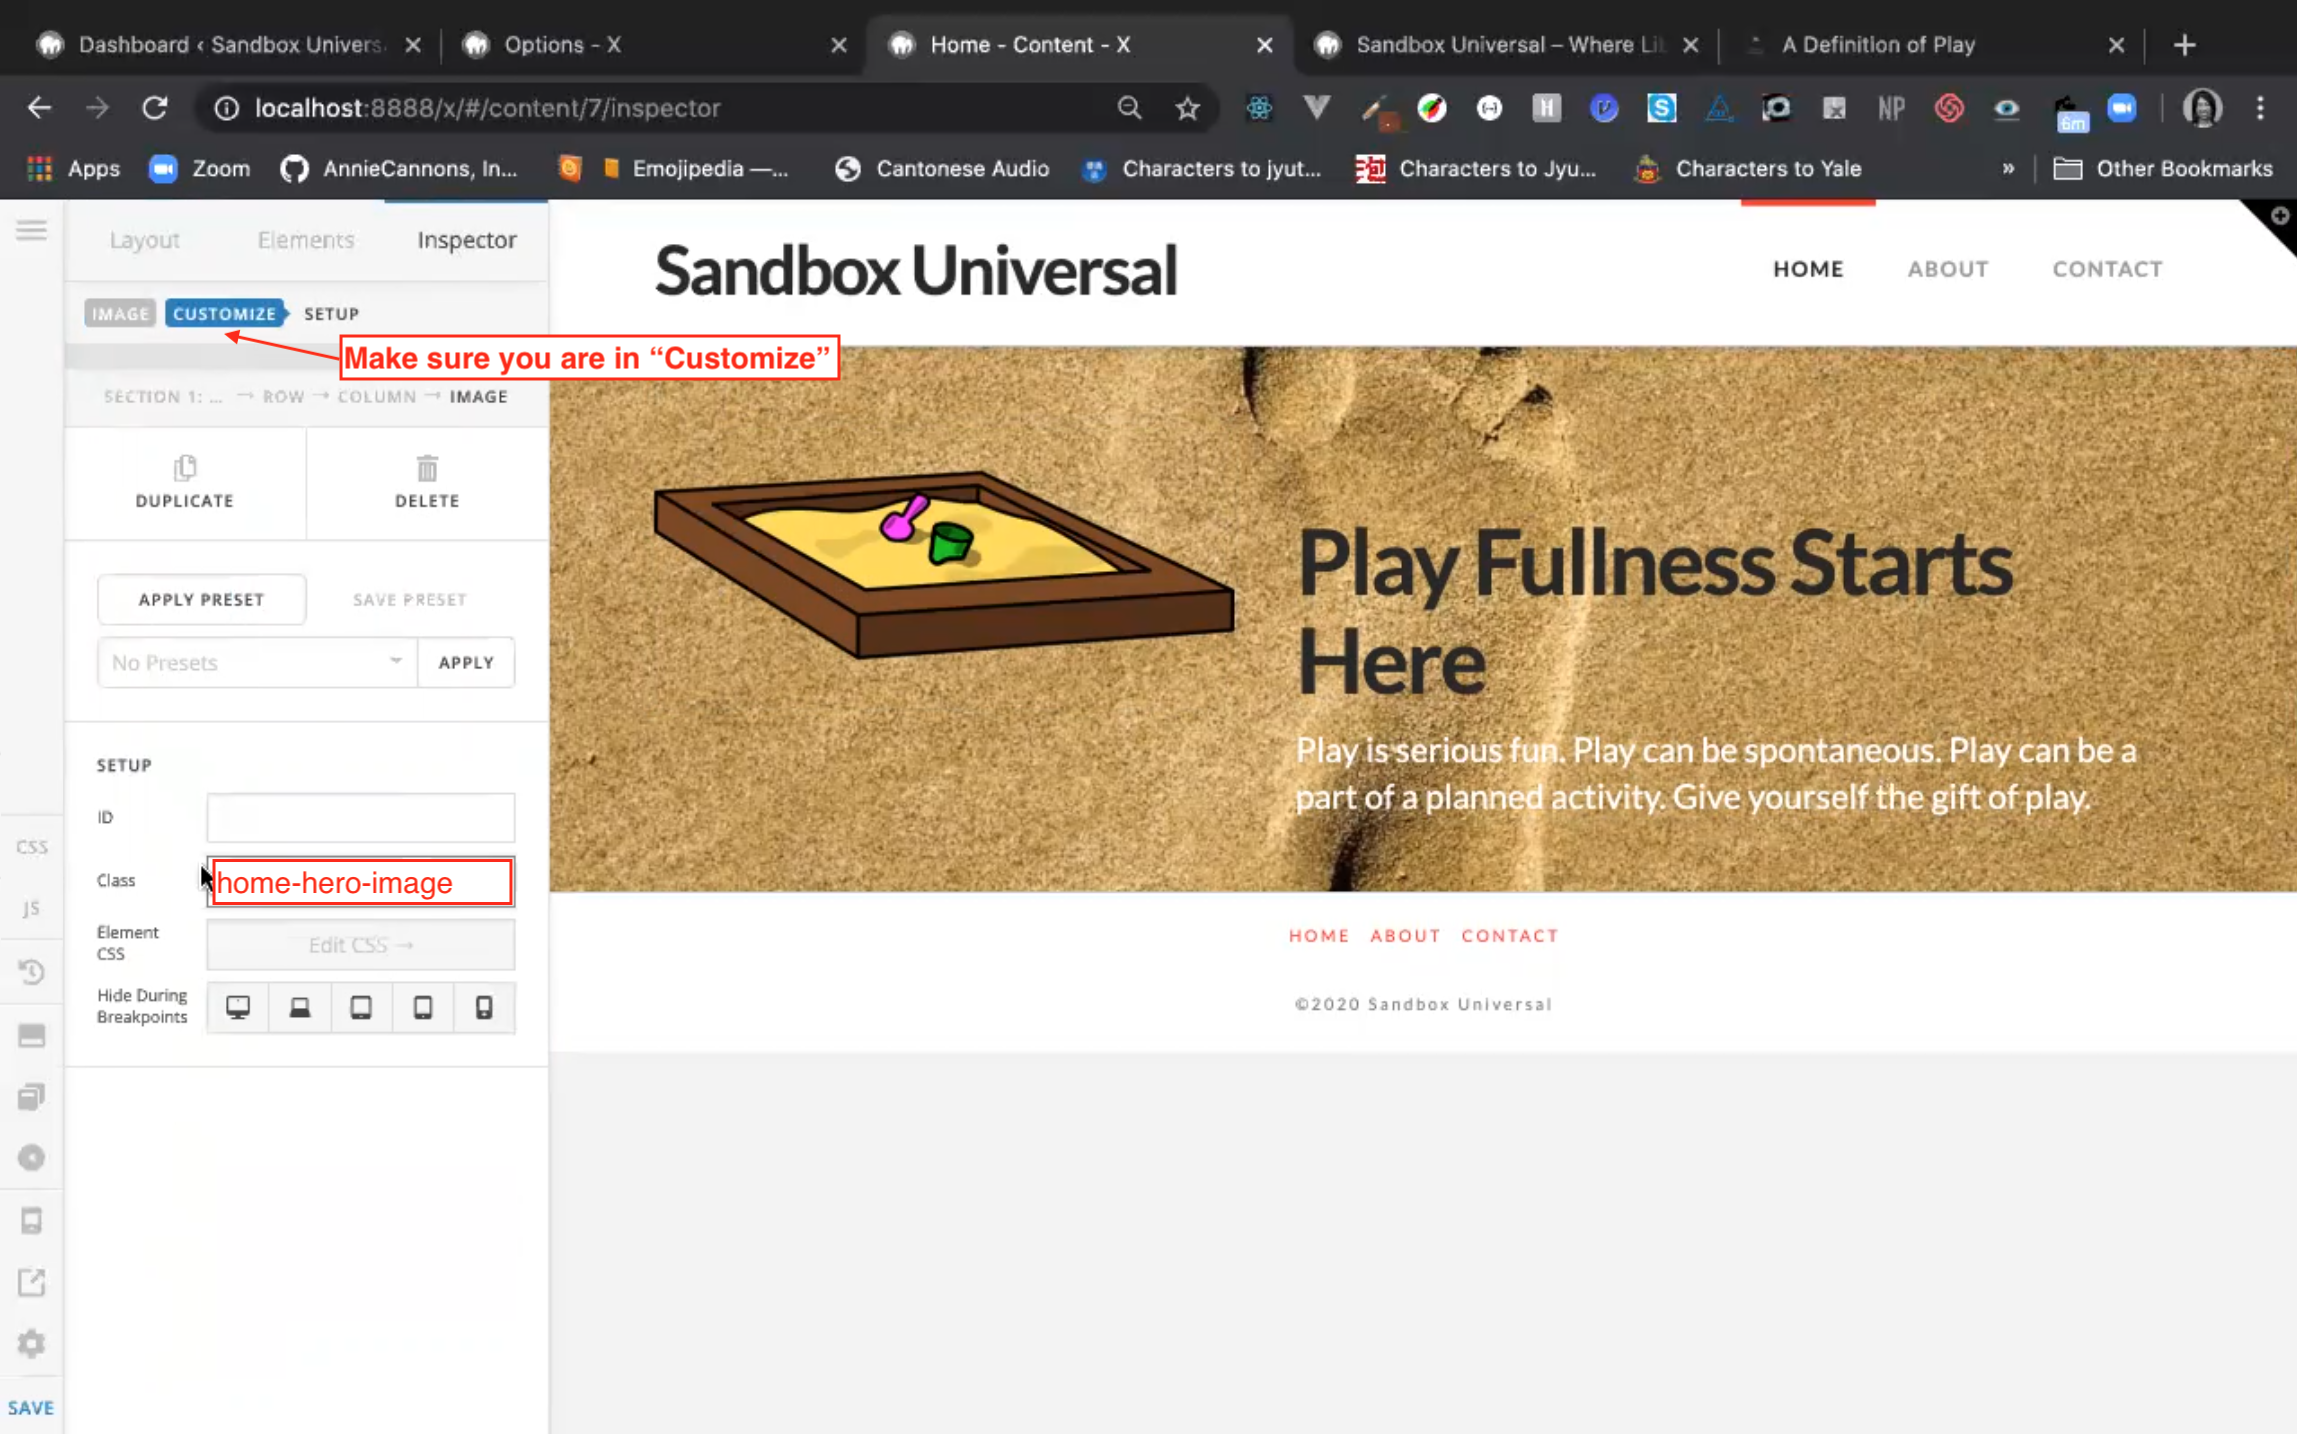 Dashboard ‹ Sandbox Univers
Options – X
Home – Content – X
Sandbox Universal – Where Li
A Definition of Play
localhost:8888/x/#/content/7/inspector
NP
6m
Apps
Zoom
AnnieCannons, In...
Emojipedia —...
Cantonese Audio
Characters to jyut...
Characters to Jyu...
Characters to Yale
»
Other Bookmarks
Layout
Elements
Inspector
IMAGE
CUSTOMIZE
SETUP
Make sure you are in “Customize”
SECTION 1: ... → ROW → COLUMN → IMAGE
DUPLICATE
DELETE
APPLY PRESET
SAVE PRESET
No Presets
APPLY
SETUP
ID
Class
home-hero-image
Element
CSS
Edit CSS →
Hide During
Breakpoints
CSS
JS
SAVE
Sandbox Universal
HOME
ABOUT
CONTACT
Play Fullness Starts
Here
Play is serious fun. Play can be spontaneous. Play can be a
part of a planned activity. Give yourself the gift of play.
HOME ABOUT CONTACT
©2020 Sandbox Universal